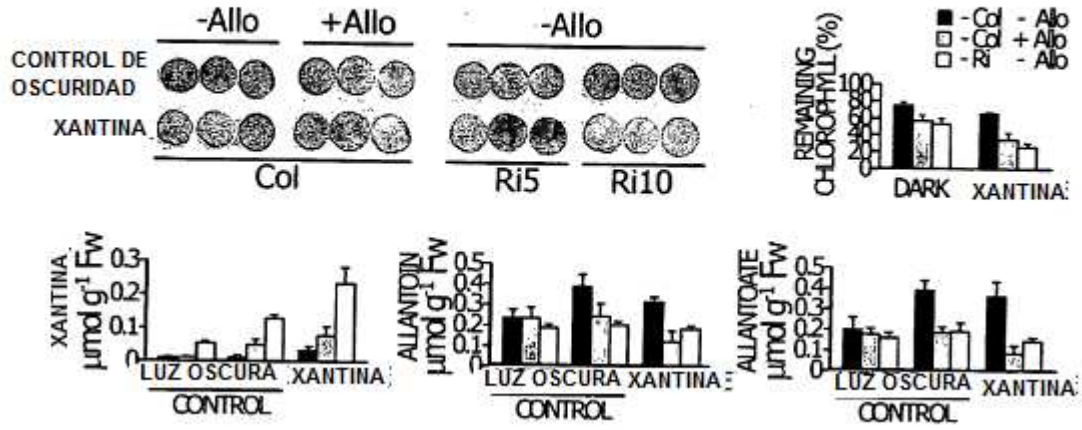 -Allo +Allo -Allo
CONTROL DE OSCURIDAD
XANTINA
Col Ri5 Ri10
-Col - Allo
-Col + Allo
-Ri - Allo
REMAINING CHLOROPHYLL(%)
100
80
60
40
20
0
DARK XANTINA
XANTINA
µmol g-1 Fw
0.3
0.2
0.1
0
LUZ OSCURA XANTINA
CONTROL
ALLANTOIN
µmol g-1 Fw
0.5
0.4
0.3
0.2
0.1
0
LUZ OSCURA XANTINA
CONTROL
ALLANTOATE
µmol g-1 Fw
0.5
0.4
0.3
0.2
0.1
0
LUZ OSCURA XANTINA
CONTROL